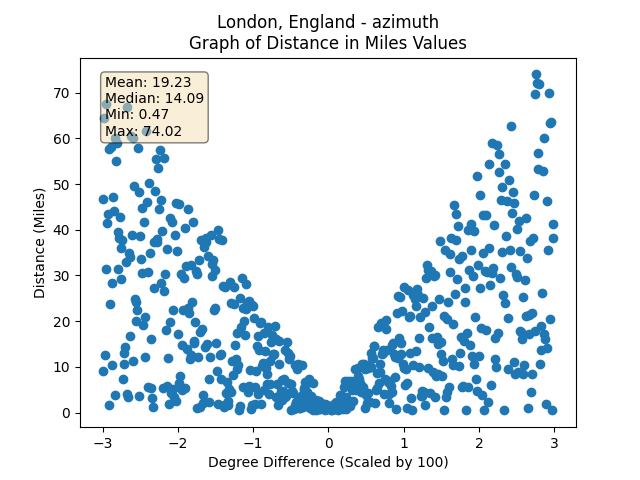 London, England - azimuth
Graph of Distance in Miles Values
Mean: 19.23
Median: 14.09
Min: 0.47
Max: 74.02
70
60
50
40
30
20
10
0
Distance (Miles)
−3
−2
−1
0
1
2
3
Degree Difference (Scaled by 100)